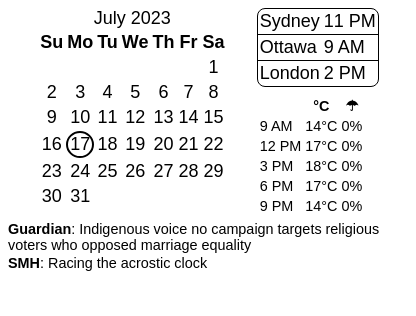 July 2023
Su Mo Tu We Th Fr Sa
1
2 3 4 5 6 7 8
9 10 11 12 13 14 15
16 17 18 19 20 21 22
23 24 25 26 27 28 29
30 31
Sydney 11 PM
Ottawa 9 AM
London 2 PM
°C ☂
9 AM 14°C 0%
12 PM 17°C 0%
3 PM 18°C 0%
6 PM 17°C 0%
9 PM 14°C 0%
Guardian: Indigenous voice no campaign targets religious
voters who opposed marriage equality
SMH: Racing the acrostic clock